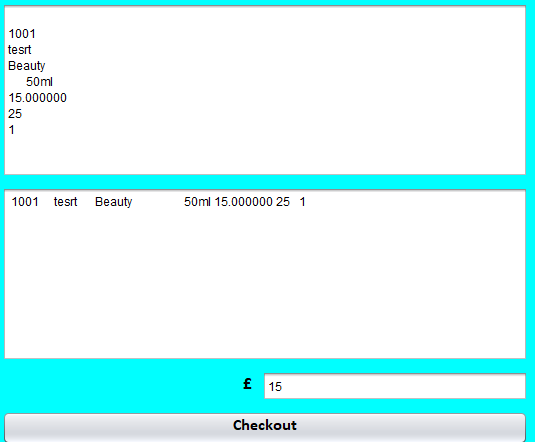 1001
tesrt
Beauty
50ml
15.000000
25
1
1001 tesrt Beauty 50ml 15.000000 25 1
£ 15
Checkout